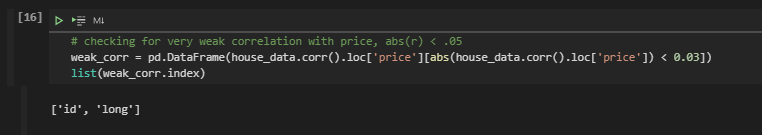 [16]
M↓
# checking for very weak correlation with price, abs(r) < .05
weak_corr = pd.DataFrame(house_data.corr().loc['price'][abs(house_data.corr().loc['price']) < 0.03])
list(weak_corr.index)
['id', 'long']